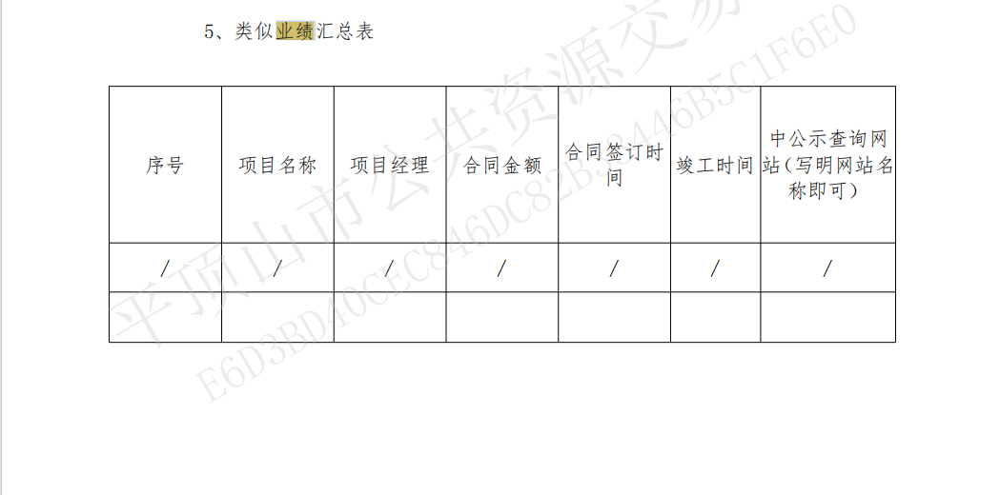 5、类似业绩汇总表
序号
项目名称
项目经理
合同金额
合同签订时
间
竣工时间
中公示查询网
站(写明网站名
称即可)
/
/
/
/
/
/
/
平顶山市公共资源交易
E6D3BD40CEC846DC82B538446B5C1F6E0